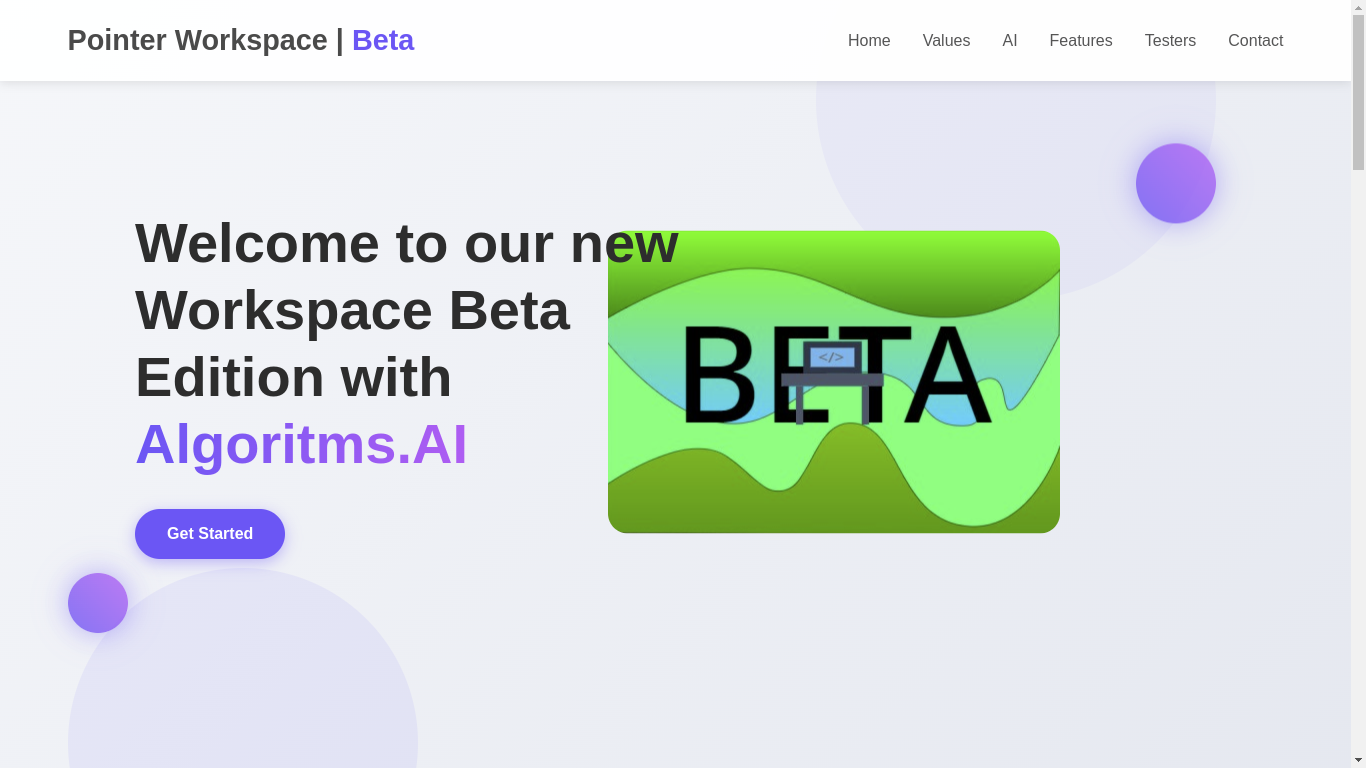 Pointer Workspace | Beta
Home Values AI Features Testers Contact
Welcome to our new
Workspace Beta
Edition with
Algoritms.AI
BETA
</>
Get Started